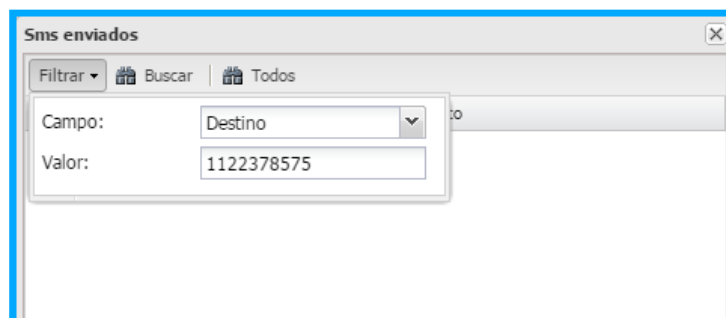 Sms enviados
Filtrar Buscar Todos
Campo: Destino
Valor: 1122378575